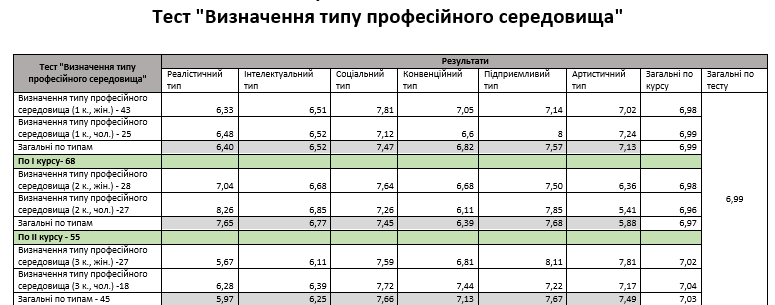 Тест "Визначення типу професійного середовища"
Тест "Визначення типу професійного середовища" Результати
Реалістичний тип Інтелектуальний тип Соціальний тип Конвенційний тип Підприємливий тип Артистичний тип Загальні по курсу Загальні по тесту
Визначення типу професійного середовища (1 к., жін.) - 43 6,33 6,51 7,81 7,05 7,14 7,02 6,98
Визначення типу професійного середовища (1 к., чол.) - 25 6,48 6,52 7,12 6,6 8 7,24 6,99
Загальні по типам 6,40 6,52 7,47 6,82 7,57 7,13 6,99
По І курсу- 68
Визначення типу професійного середовища (2 к., жін.) - 28 7,04 6,68 7,64 6,68 7,50 6,36 6,98
Визначення типу професійного середовища (2 к., чол.) -27 8,26 6,85 7,26 6,11 7,85 5,41 6,96
6,99
Загальні по типам 7,65 6,77 7,45 6,39 7,68 5,88 6,97
По ІІ курсу - 55
Визначення типу професійного середовища (3 к., жін.) -27 5,67 6,11 7,59 6,81 8,11 7,81 7,02
Визначення типу професійного середовища (3 к., чол.) -18 6,28 6,39 7,72 7,44 7,22 7,17 7,04
Загальні по типам - 45 5,97 6,25 7,66 7,13 7,67 7,49 7,03